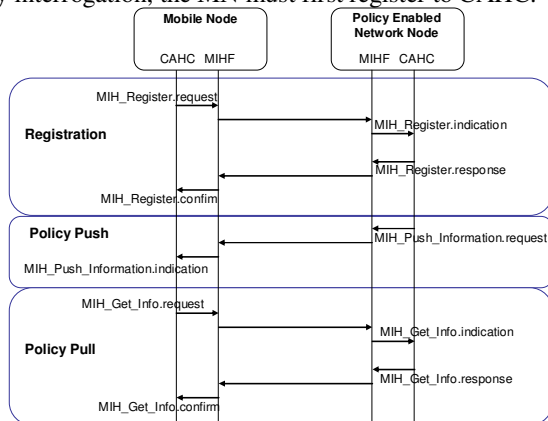 y interrogation, the MN must first register to CAHC.
Mobile Node
Policy Enabled
Network Node
CAHC MIHF
MIHF CAHC
MIH_Register.request
MIH_Register.indication
Registration
MIH_Register.response
MIH_Register.confirm
Policy Push
MIH_Push_Information.request
MIH_Push_Information.indication
MIH_Get_Info.request
MIH_Get_Info.indication
Policy Pull
MIH_Get_Info.response
MIH_Get_Info.confirm